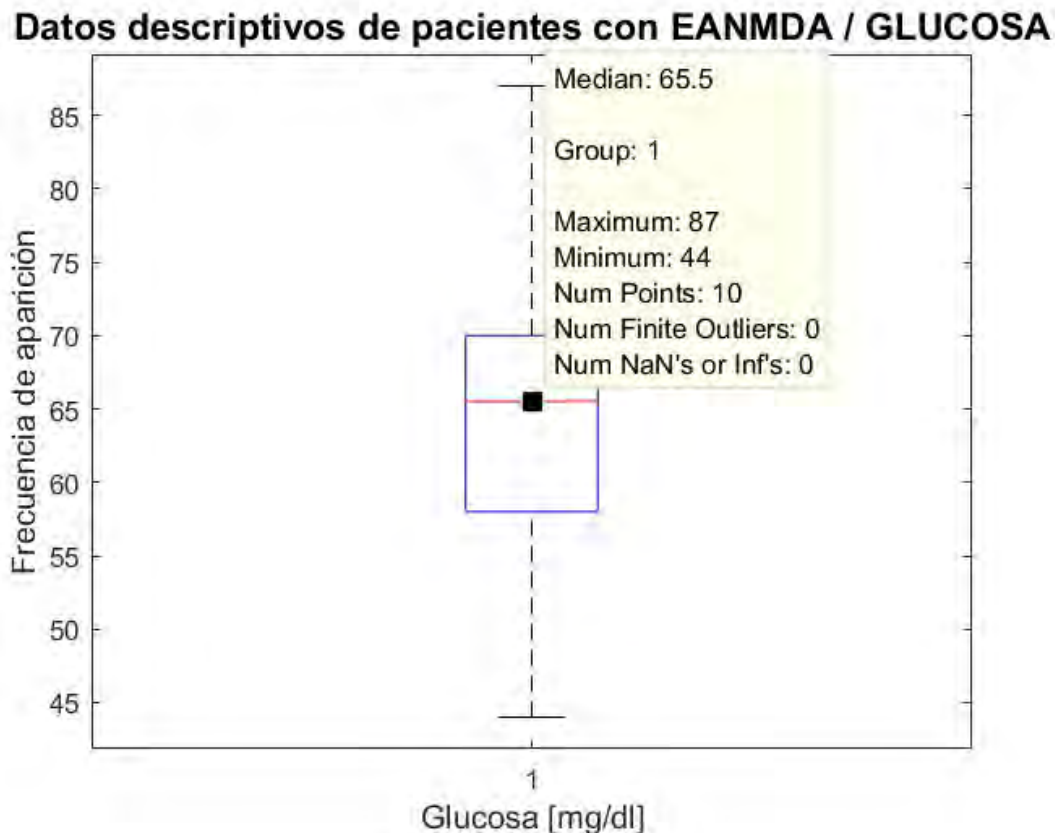 Datos descriptivos de pacientes con EANMDA / GLUCOSA
Median: 65.5
Group: 1
Maximum: 87
Minimum: 44
Num Points: 10
Num Finite Outliers: 0
Num NaN's or Inf's: 0
85
80
75
70
65
60
55
50
45
Frecuencia de aparición
1
Glucosa [mg/dl]